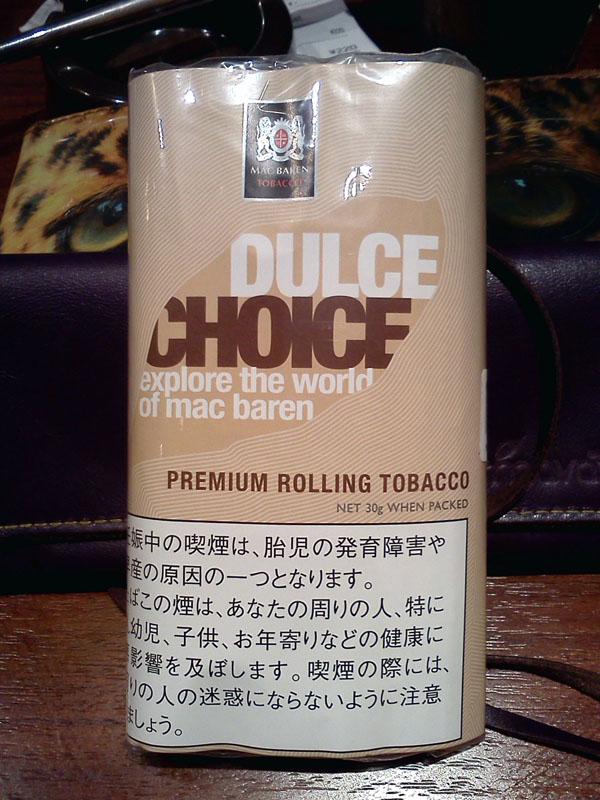 ¥220
MAC BAREN
TOBACCO
DULCE
CHOICE
explore the world
of mac baren
PREMIUM ROLLING TOBACCO
NET 30g WHEN PACKED
娠中の喫煙は、胎児の発育障害や
産の原因の一つとなります。
ばこの煙は、あなたの周りの人、特に
幼児、子供、お年寄りなどの健康に
影響を及ぼします。喫煙の際には、
りの人の迷惑にならないように注意
ましょう。